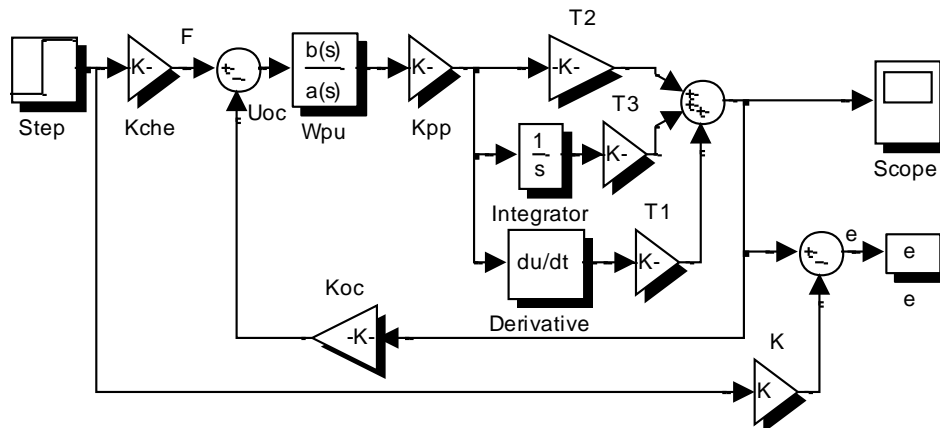 T2
F
b(s)
a(s)
K-
K-
-K-
T3
Step
Kche
Uoc
Wpu
Kpp
1
s
K-
Scope
Integrator
T1
e
du/dt
K-
e
e
Koc
Derivative
-K-
K
K